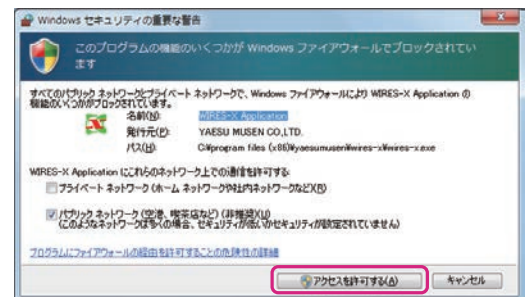 Windows セキュリティの重要な警告
このプログラムの機能のいくつかが Windows ファイアウォールでブロックされてい
ます
すべてのパブリック ネットワークとプライベート ネットワークで、Windows ファイアウォールにより WIRES-X Application の
機能のいくつかがブロックされています。
名前(N): WIRES-X Application
発行元(P): YAESU MUSEN CO.,LTD.
パス(H): C:¥program files (x86)¥yaesumusen¥wires-x¥wires-x.exe
WIRES-X Application にこれらのネットワーク上での通信を許可する:
プライベート ネットワーク (ホーム ネットワークや社内ネットワークなど)(R)
パブリック ネットワーク (空港、喫茶店など) (非推奨)(U)
(このようなネットワークは多くの場合、セキュリティが低いかセキュリティが設定されていません)
プログラムにファイアウォールの経由を許可することの危険性の詳細
アクセスを許可する(A) キャンセル